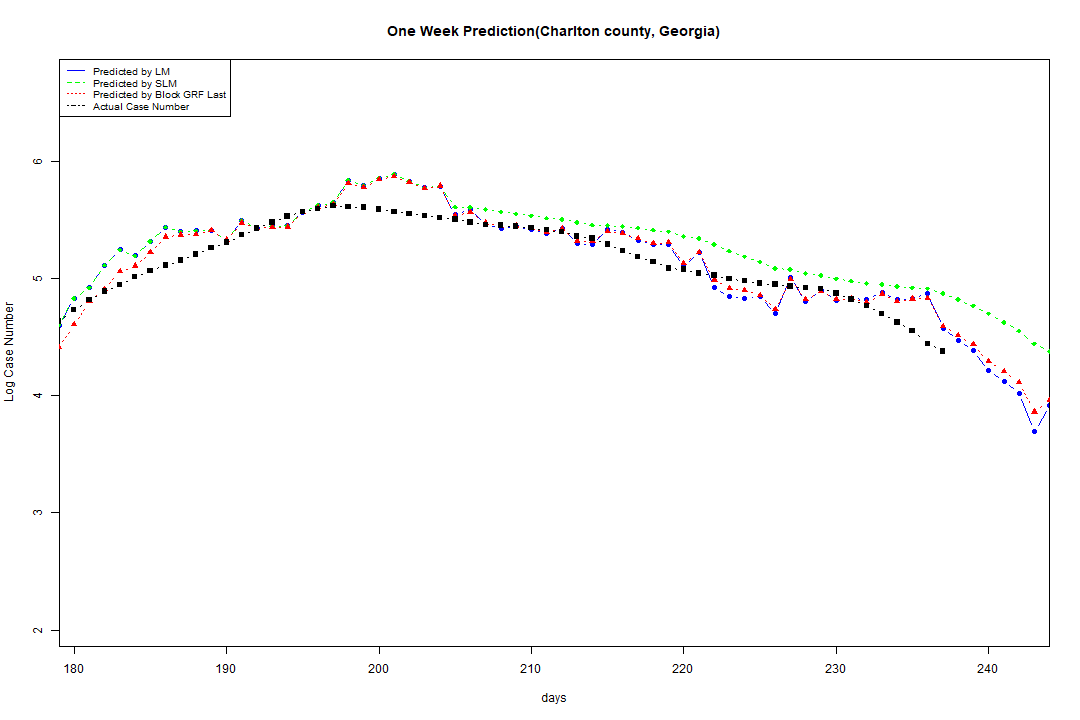 One Week Prediction(Charlton county, Georgia)
Predicted by LM
Predicted by SLM
Predicted by Block GRF Last
Actual Case Number
6
5
4
3
2
Log Case Number
180 190 200 210 220 230 240
days